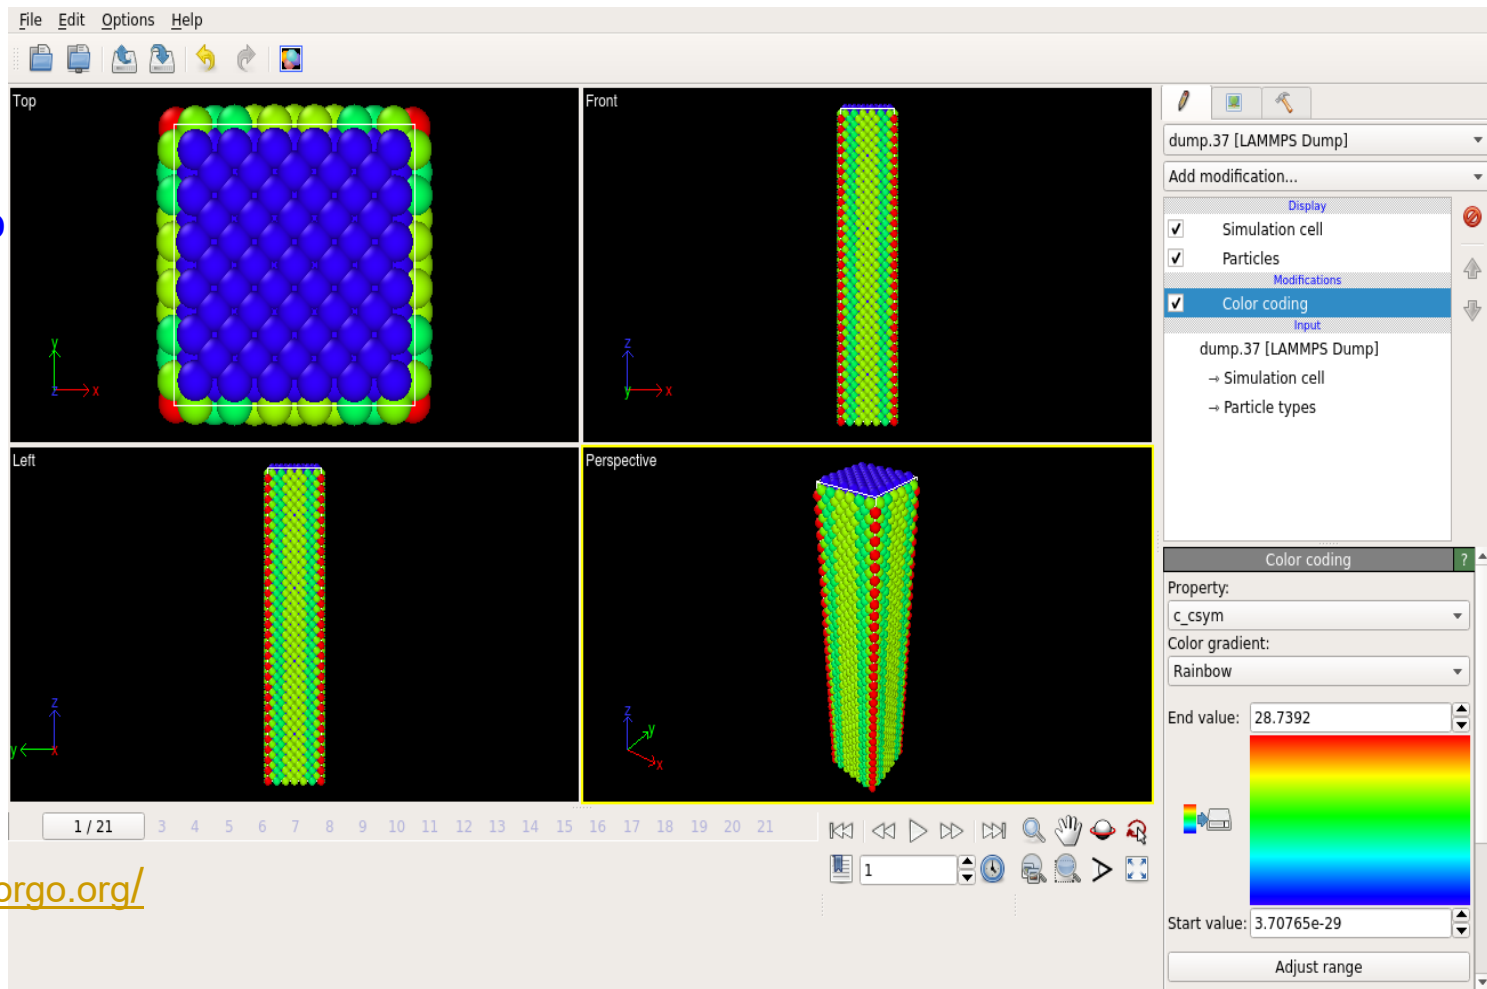 File Edit Options Help
Top
Front
y
x
z
z
y
x
Left
Perspective
z
y
x
z
y
x
dump.37 [LAMMPS Dump]
Add modification...
Display
Simulation cell
Particles
Modifications
Color coding
Input
dump.37 [LAMMPS Dump]
→ Simulation cell
→ Particle types
Color coding ?
Property:
c_csym
Color gradient:
Rainbow
End value: 28.7392
Start value: 3.70765e-29
Adjust range
1 / 21 3 4 5 6 7 8 9 10 11 12 13 14 15 16 17 18 19 20 21
1
orgo.org/